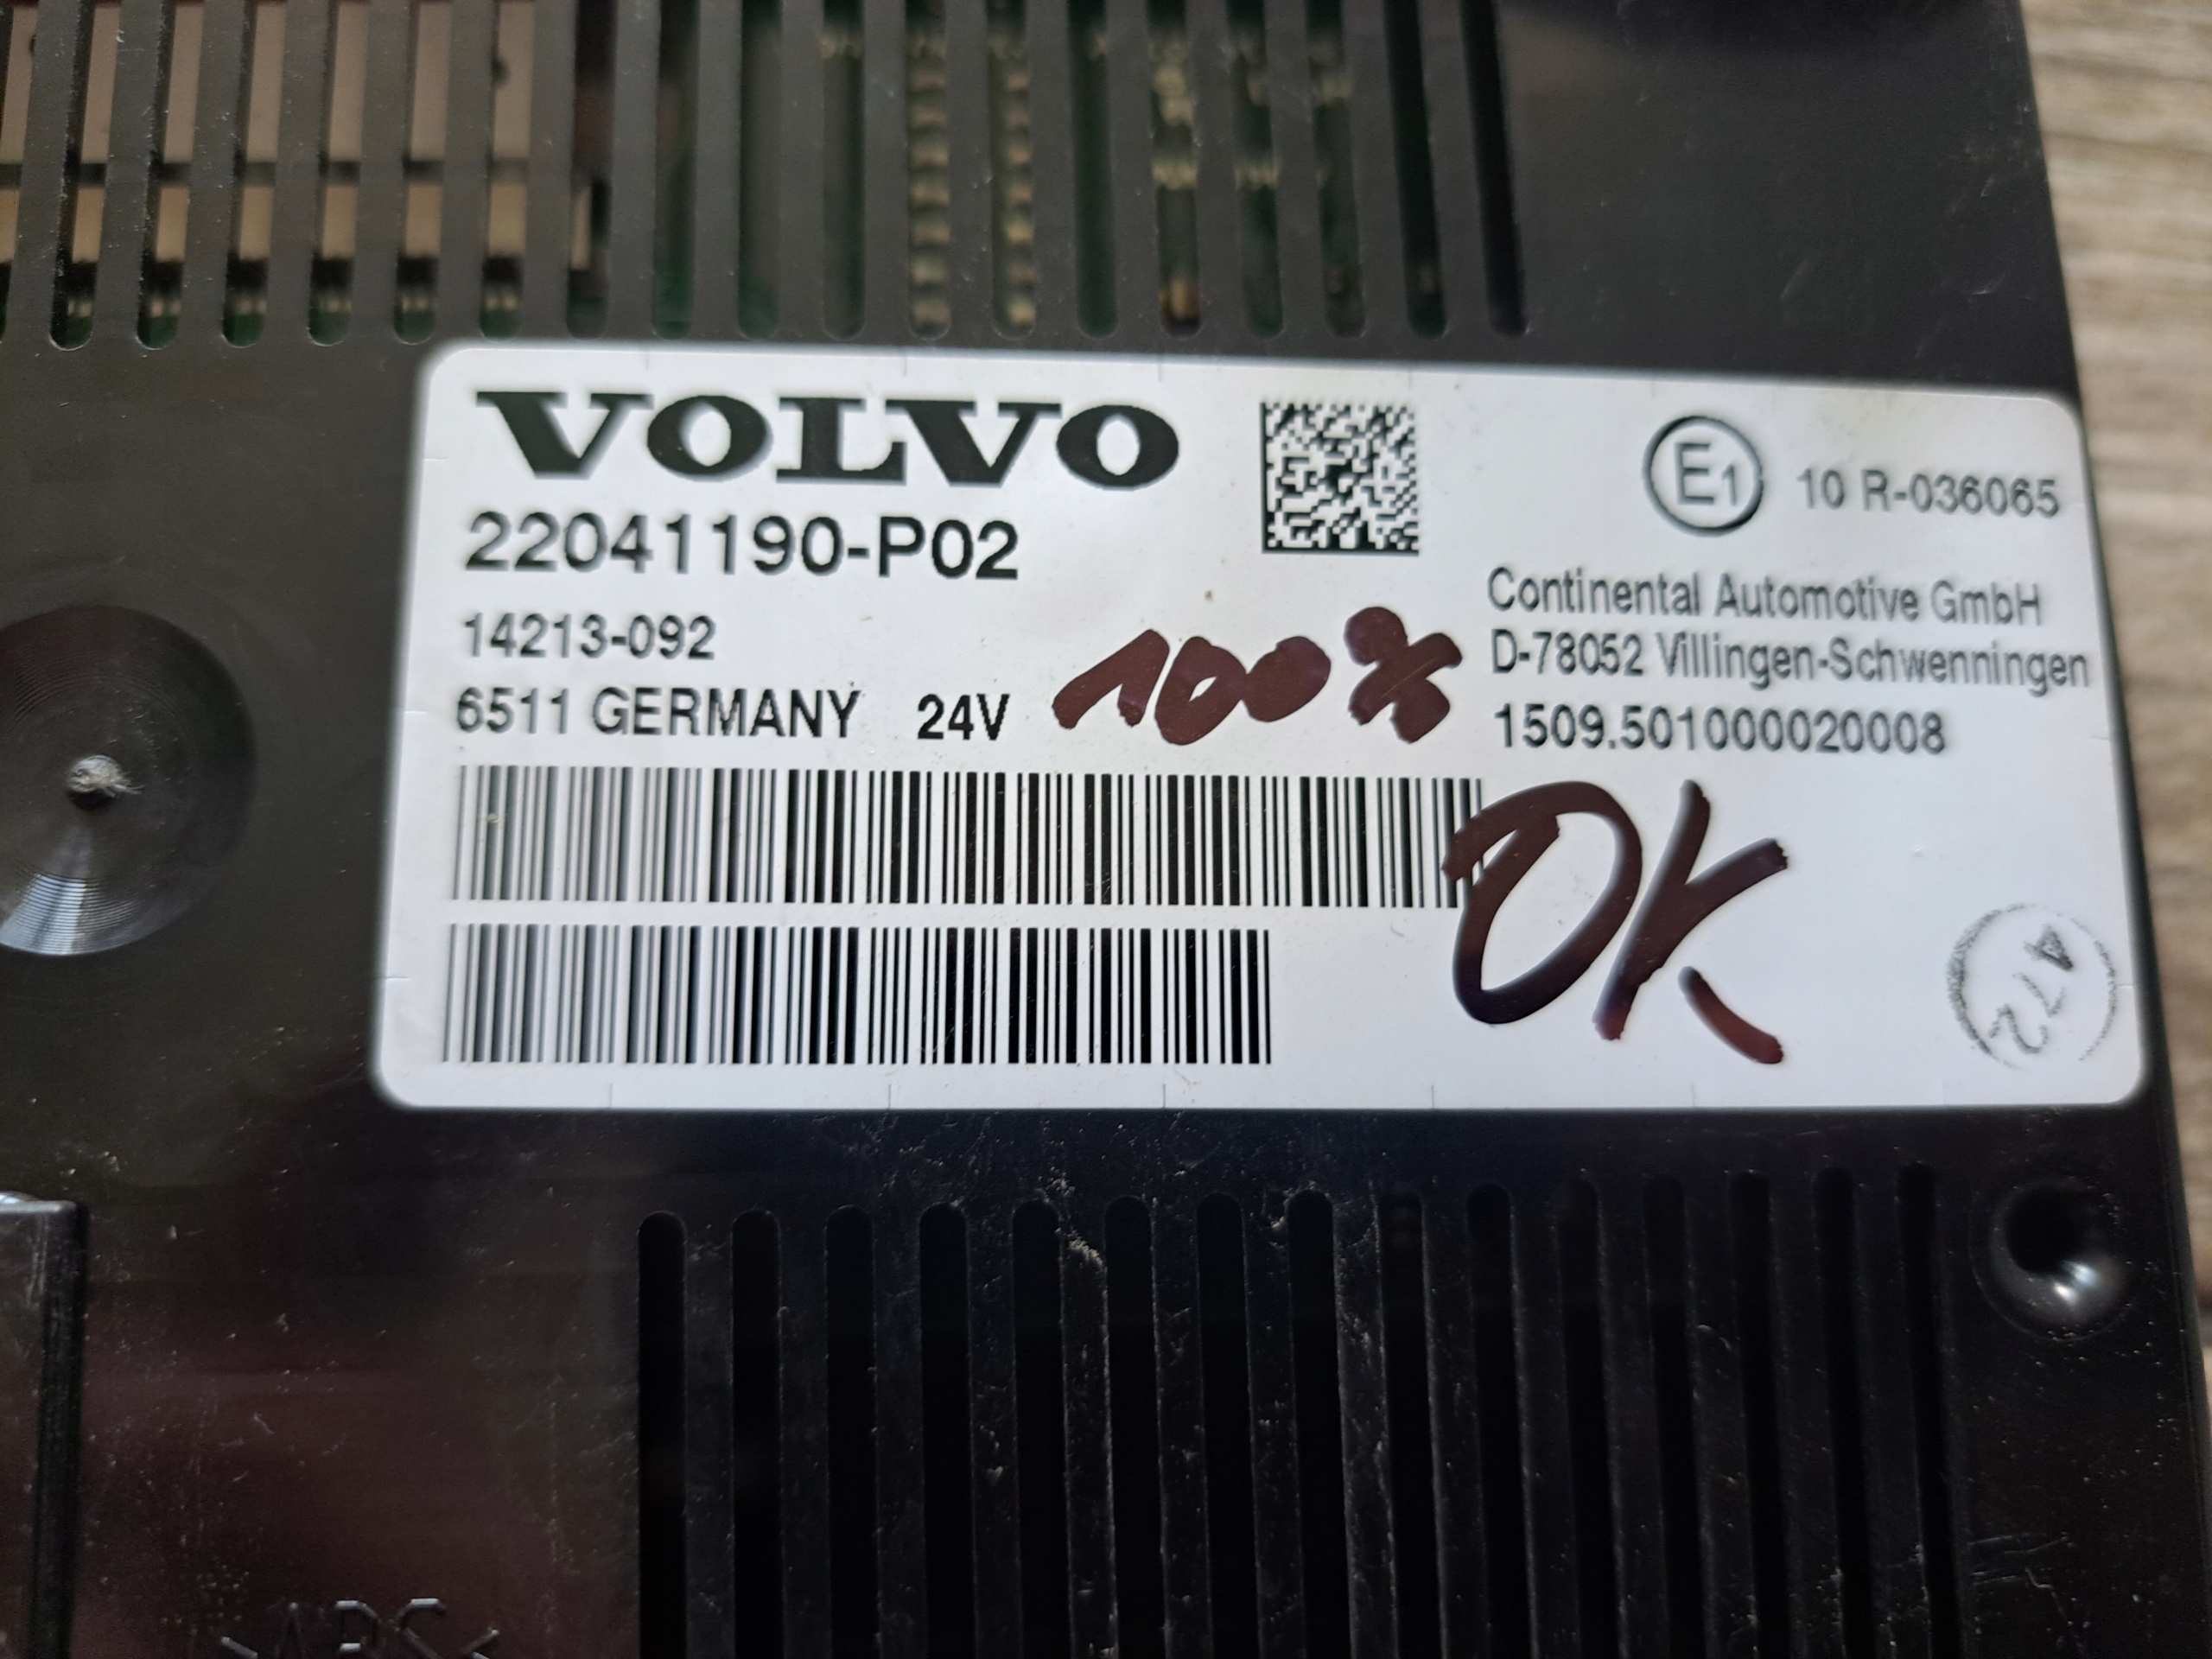 VOLVO
22041190-P02
14213-092
6511 GERMANY 24V
100%
E1 10 R-036065
Continental Automotive GmbH
D-78052 Villingen-Schwenningen
1509.501000020008
OK
472
>ABS<